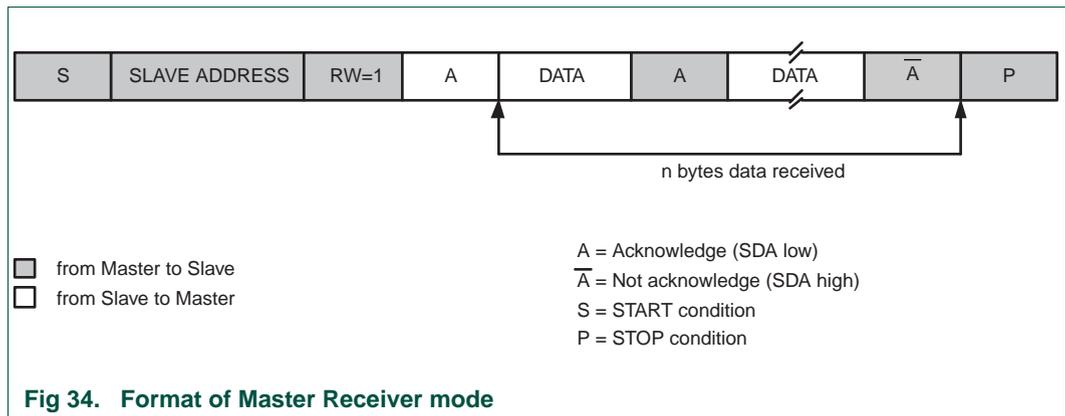 S SLAVE ADDRESS RW=1 A DATA A DATA A̅ P
n bytes data received
from Master to Slave
from Slave to Master
A = Acknowledge (SDA low)
A̅ = Not acknowledge (SDA high)
S = START condition
P = STOP condition
Fig 34. Format of Master Receiver mode